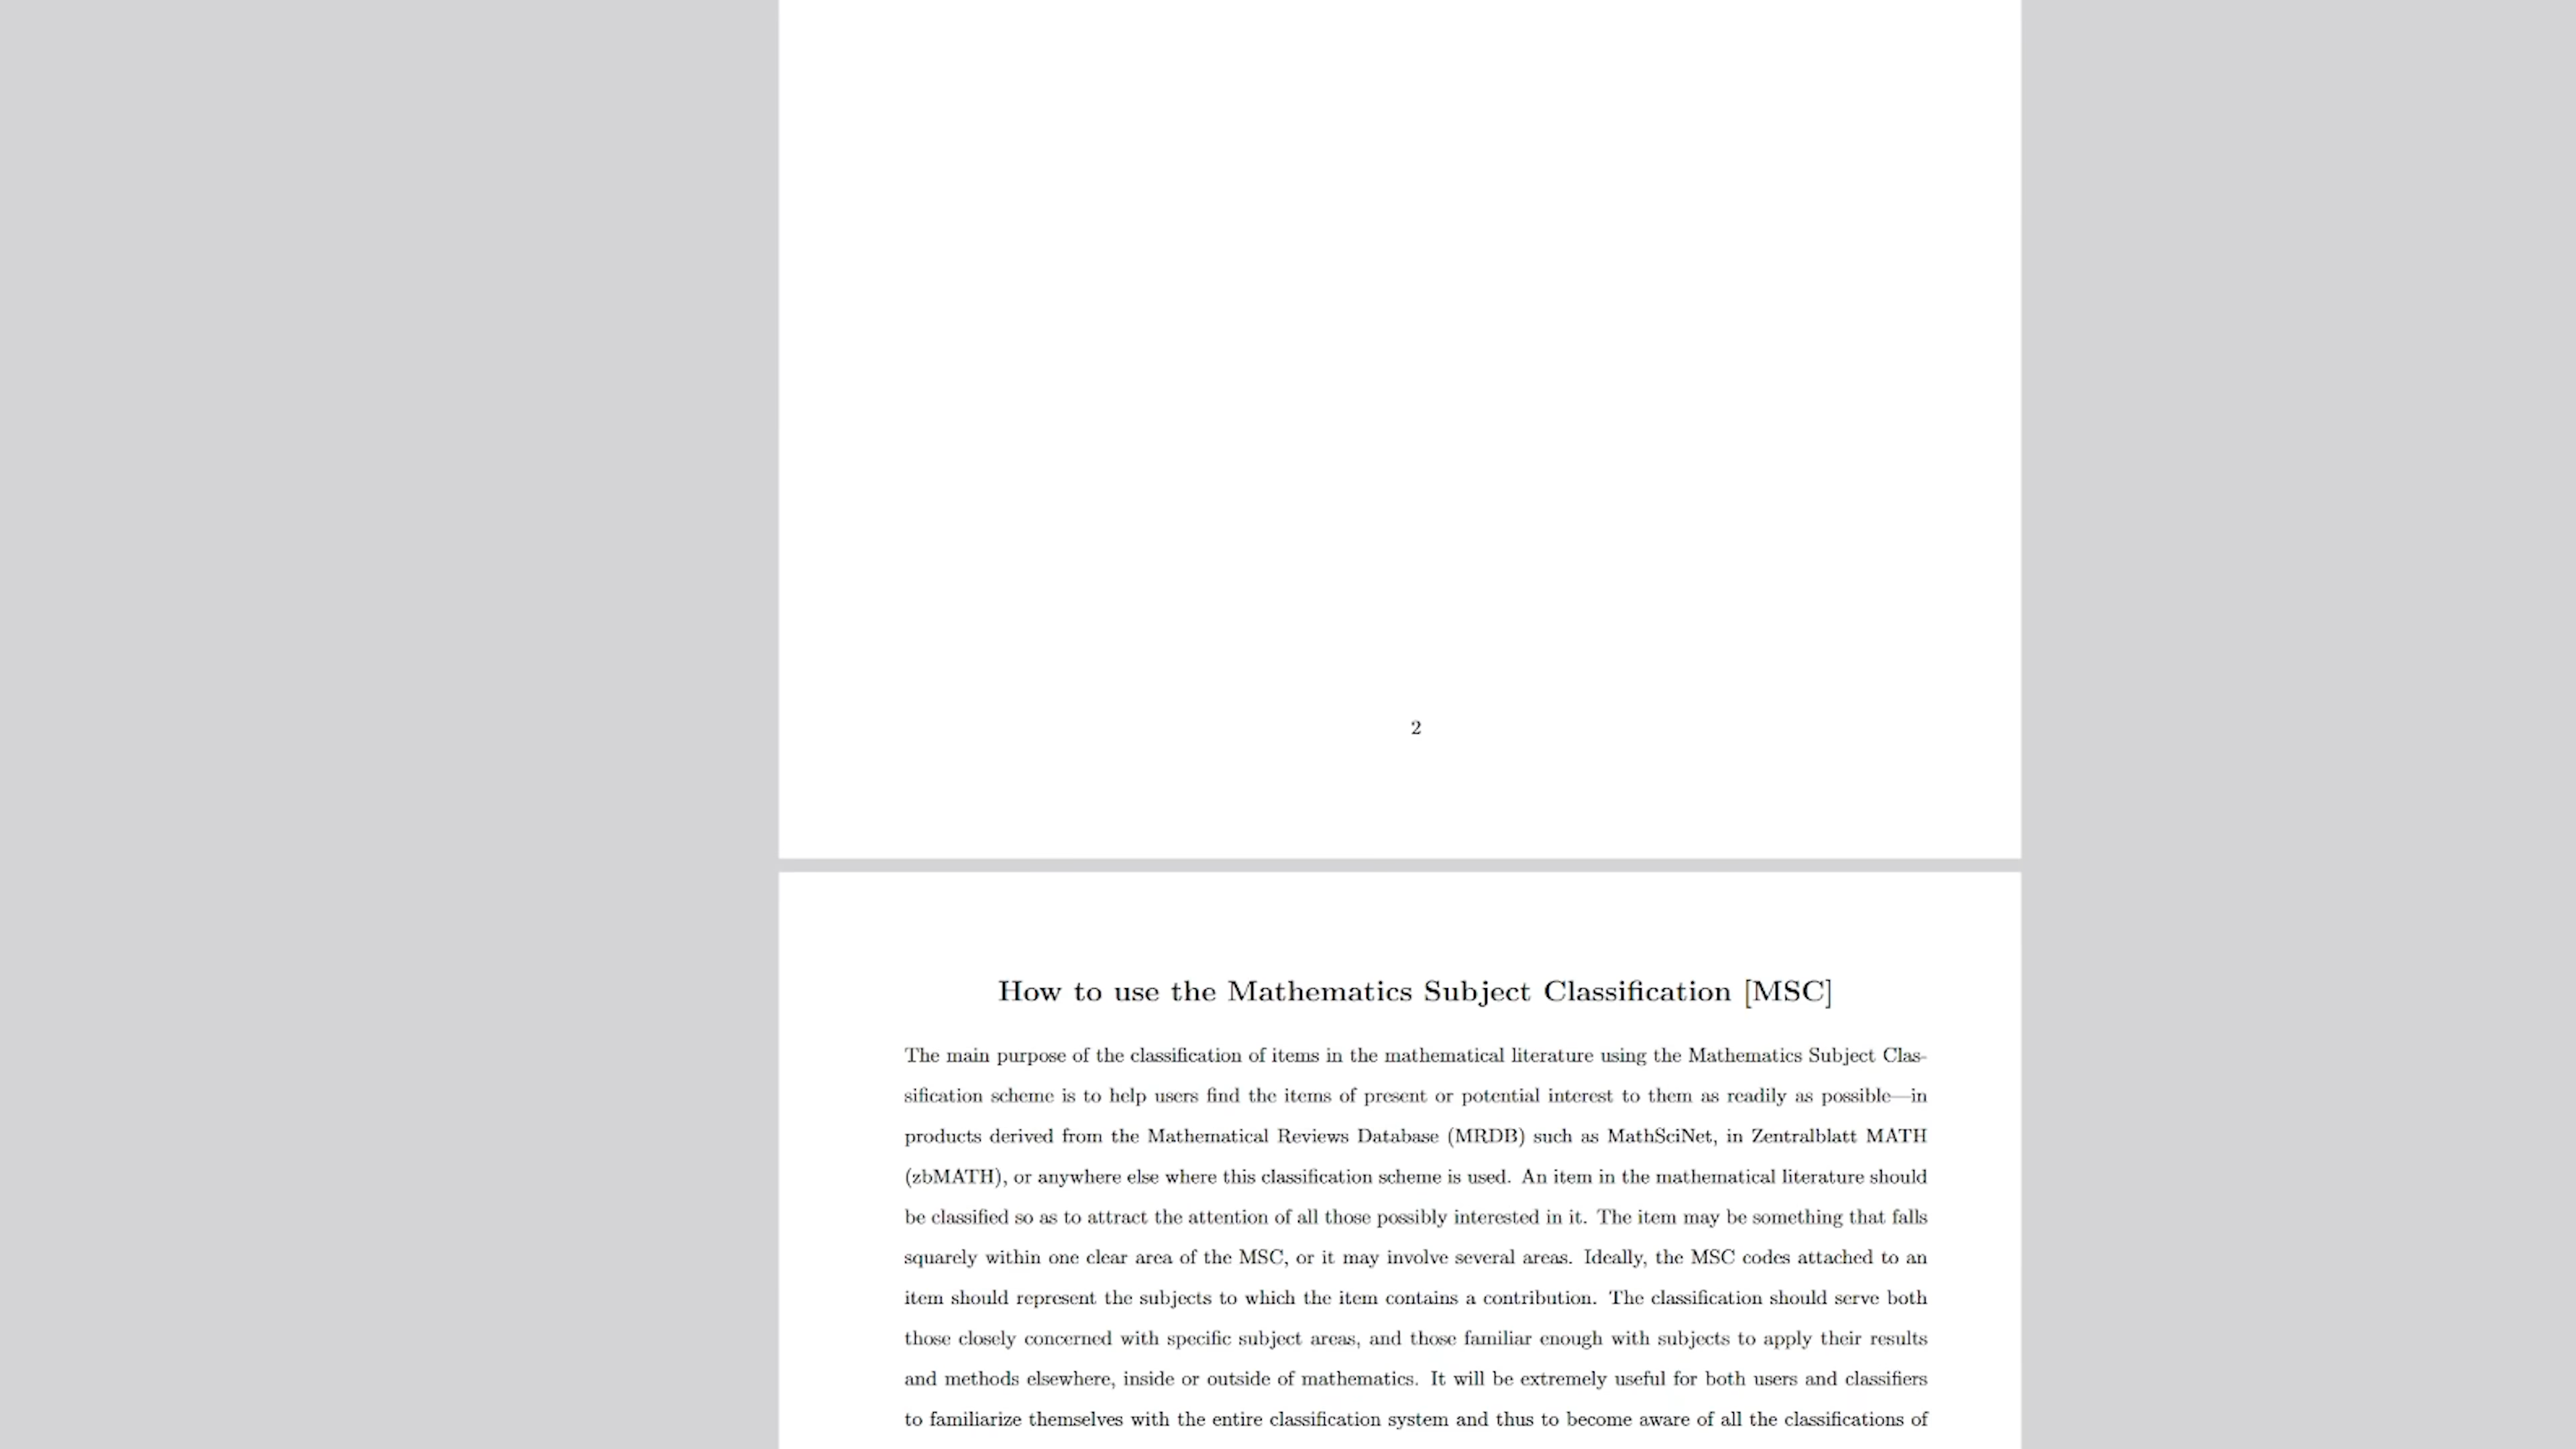 2
How to use the Mathematics Subject Classification [MSC]
The main purpose of the classification of items in the mathematical literature using the Mathematics Subject Clas-
sification scheme is to help users find the items of present or potential interest to them as readily as possible—in
products derived from the Mathematical Reviews Database (MRDB) such as MathSciNet, in Zentralblatt MATH
(zbMATH), or anywhere else where this classification scheme is used. An item in the mathematical literature should
be classified so as to attract the attention of all those possibly interested in it. The item may be something that falls
squarely within one clear area of the MSC, or it may involve several areas. Ideally, the MSC codes attached to an
item should represent the subjects to which the item contains a contribution. The classification should serve both
those closely concerned with specific subject areas, and those familiar enough with subjects to apply their results
and methods elsewhere, inside or outside of mathematics. It will be extremely useful for both users and classifiers
to familiarize themselves with the entire classification system and thus to become aware of all the classifications of